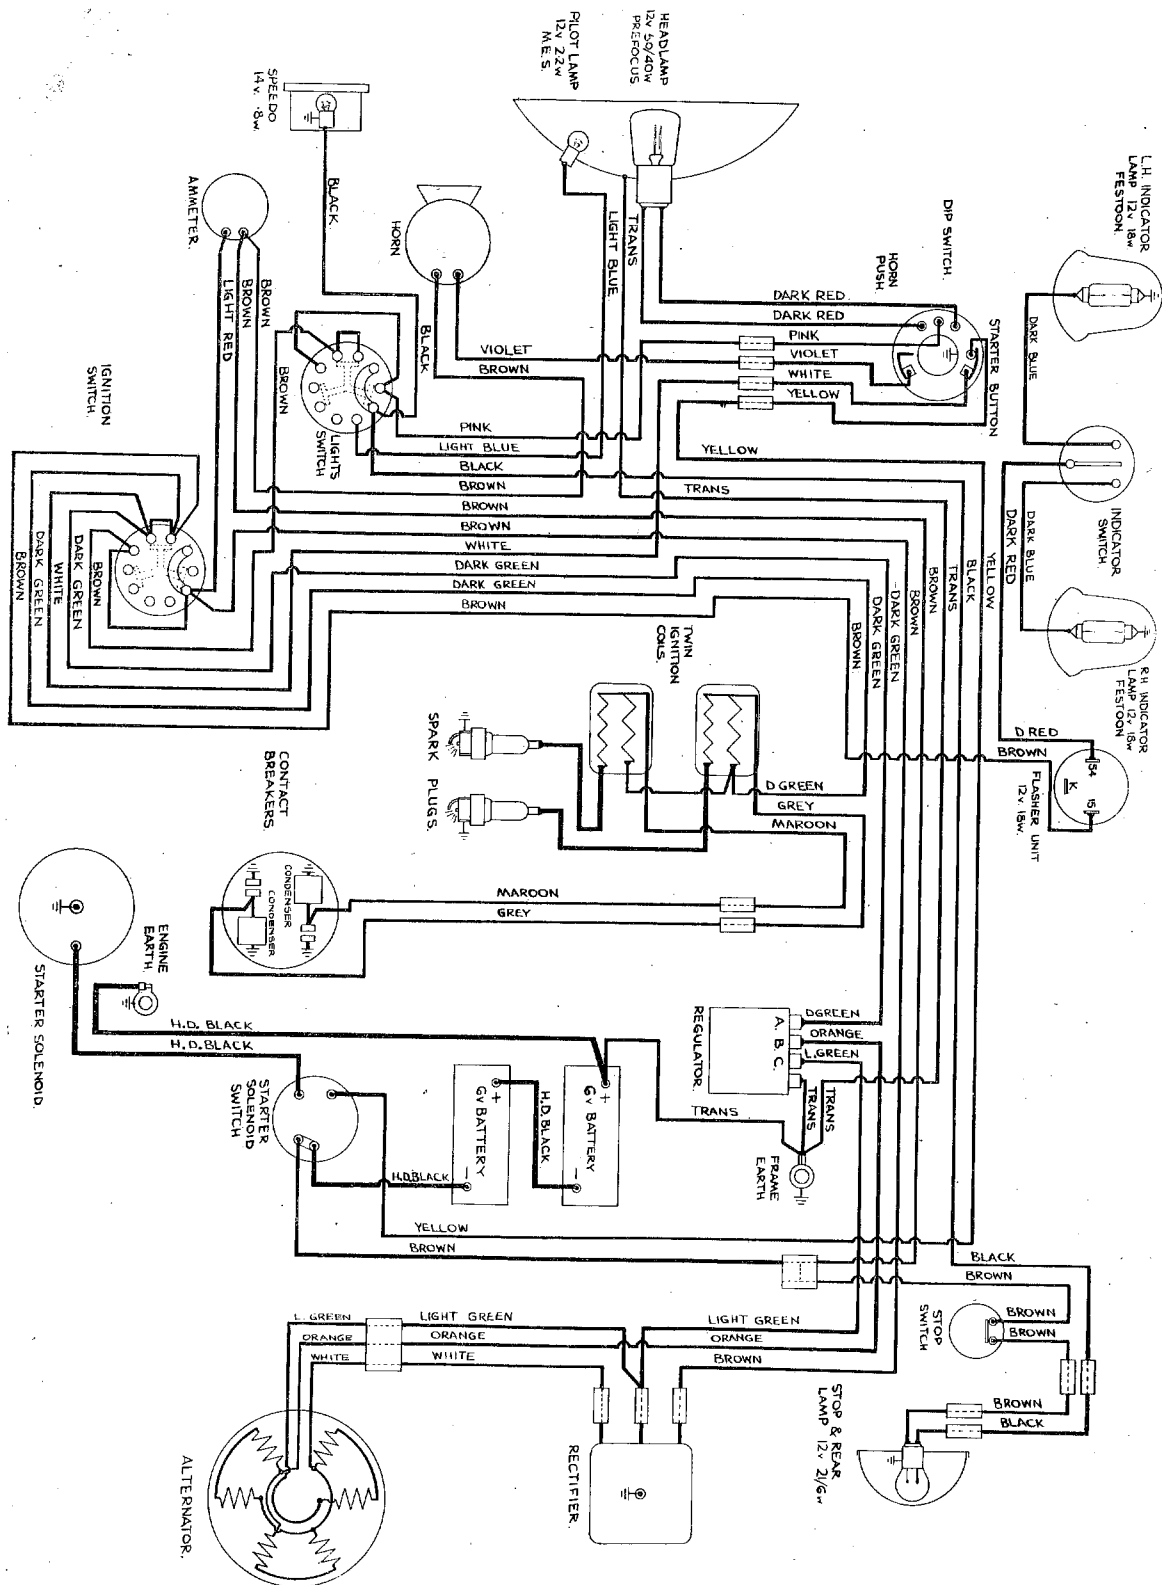 HEADLAMP
12v 50/40w
PREFOCUS
PILOT LAMP
12v 2.2w
M.E.S.
SPEEDO
14v. .8w.
AMMETER.
HORN
BLACK.
LIGHT BLUE
TRANS
BROWN
BROWN
LIGHT RED
BLACK
L.H. INDICATOR
LAMP 12v 18w
FESTOON.
DIP SWITCH.
HORN
PUSH.
STARTER BUTTON
DARK BLUE
INDICATOR
SWITCH.
DARK BLUE
DARK RED
R.H. INDICATOR
LAMP 12v 18w
FESTOON
DARK RED.
DARK RED
PINK
VIOLET
WHITE
YELLOW
VIOLET
BROWN
IGNITION
SWITCH.
BROWN
LIGHTS
SWITCH
PINK
LIGHT BLUE
BLACK
BROWN
BROWN
BROWN
WHITE
DARK GREEN
DARK GREEN
BROWN
YELLOW
TRANS
BROWN
DARK GREEN
WHITE
DARK GREEN
BROWN
BROWN.
DARK GREEN
DARK GREEN
BROWN
BROWN
TRANS
BLACK
YELLOW
D RED
BROWN
54
K
15
FLASHER UNIT
12v. 18w.
TWIN
IGNITION
COILS.
SPARK PLUGS.
D GREEN
GREY
MAROON
CONTACT
BREAKERS.
CONDENSER
CONDENSER
MAROON
GREY
ENGINE
EARTH.
STARTER SOLENOID.
H.D. BLACK
H.D. BLACK
REGULATOR.
A. B. C.
D GREEN
ORANGE
L. GREEN
TRANS
TRANS
TRANS
FRAME
EARTH
STARTER
SOLENOID
SWITCH
+
6v BATTERY
-
H.D. BLACK.
+
6v BATTERY
-
H.D. BLACK
YELLOW
BROWN
BLACK
BROWN
STOP
SWITCH
BROWN
BROWN
L. GREEN
ORANGE
WHITE
LIGHT GREEN
ORANGE
WHITE
LIGHT GREEN
ORANGE
BROWN
BROWN
BLACK
STOP & REAR
LAMP 12v 21/6w
RECTIFIER.
ALTERNATOR.